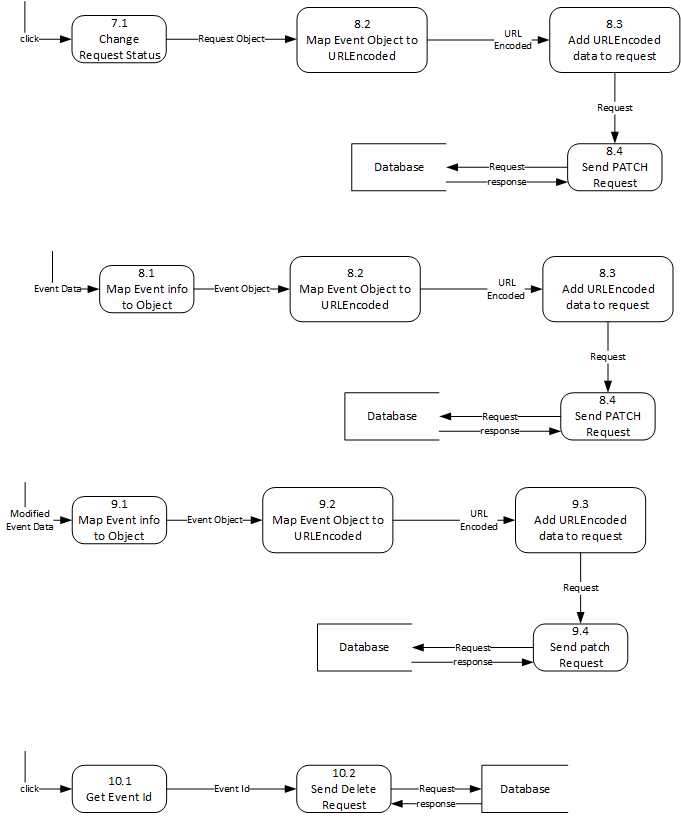 7.1
Change
Request Status
8.2
Map Event Object to
URLEncoded
8.3
Add URLEncoded
data to request
click
Request Object
URL
Encoded
Request
8.4
Send PATCH
Request
Database
Request
response
8.1
Map Event info
to Object
8.2
Map Event Object to
URLEncoded
8.3
Add URLEncoded
data to request
Event Data
Event Object
URL
Encoded
Request
8.4
Send PATCH
Request
Database
Request
response
9.1
Map Event info
to Object
9.2
Map Event Object to
URLEncoded
9.3
Add URLEncoded
data to request
Modified
Event Data
Event Object
URL
Encoded
Request
9.4
Send patch
Request
Database
Request
response
10.1
Get Event Id
10.2
Send Delete
Request
click
Event Id
Request
response
Database